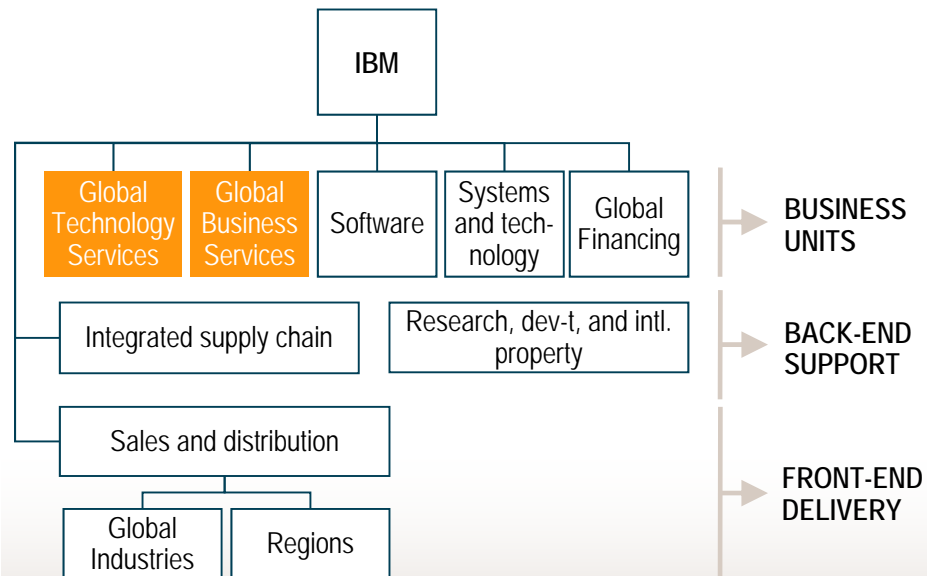 IBM
Global
Technology
Services
Global
Business
Services
Software
Systems
and tech-
nology
Global
Financing
BUSINESS
UNITS
Integrated supply chain
Research, dev-t, and intl.
property
BACK-END
SUPPORT
Sales and distribution
Global
Industries
Regions
FRONT-END
DELIVERY